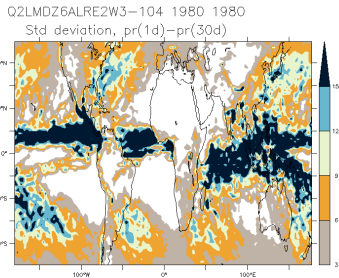 Q2LMDZ6ALRE2W3-104 1980 1980
Std deviation, pr(1d)-pr(30d)
15
12
9
6
3
°N
°N
0°
°S
°S
100°W
0°
100°E